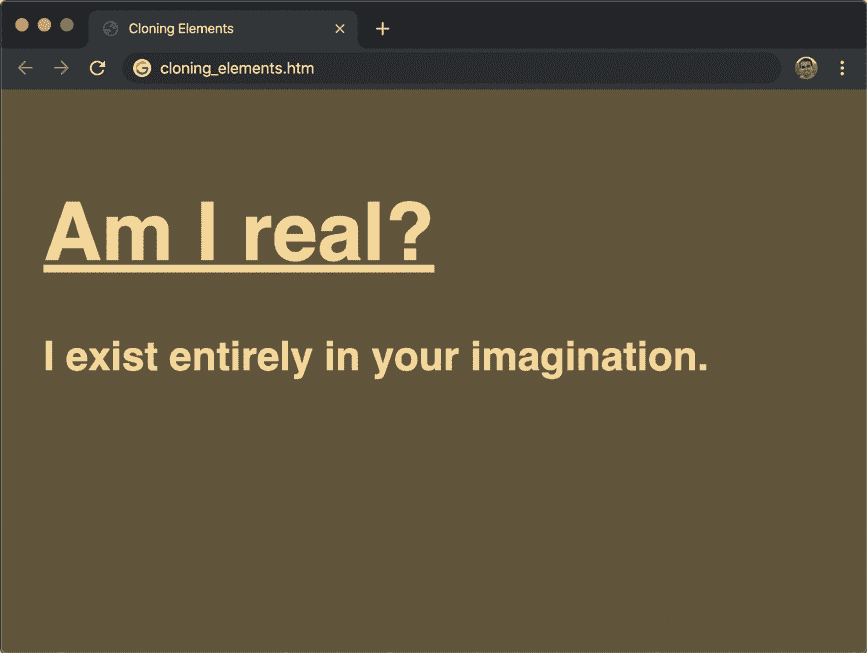 Cloning Elements
cloning_elements.htm
Am I real?
I exist entirely in your imagination.